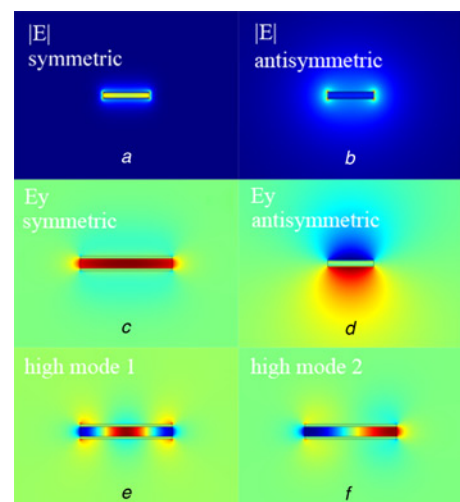 |E|
symmetric
a
|E|
antisymmetric
b
Ey
symmetric
c
Ey
antisymmetric
d
high mode 1
e
high mode 2
f